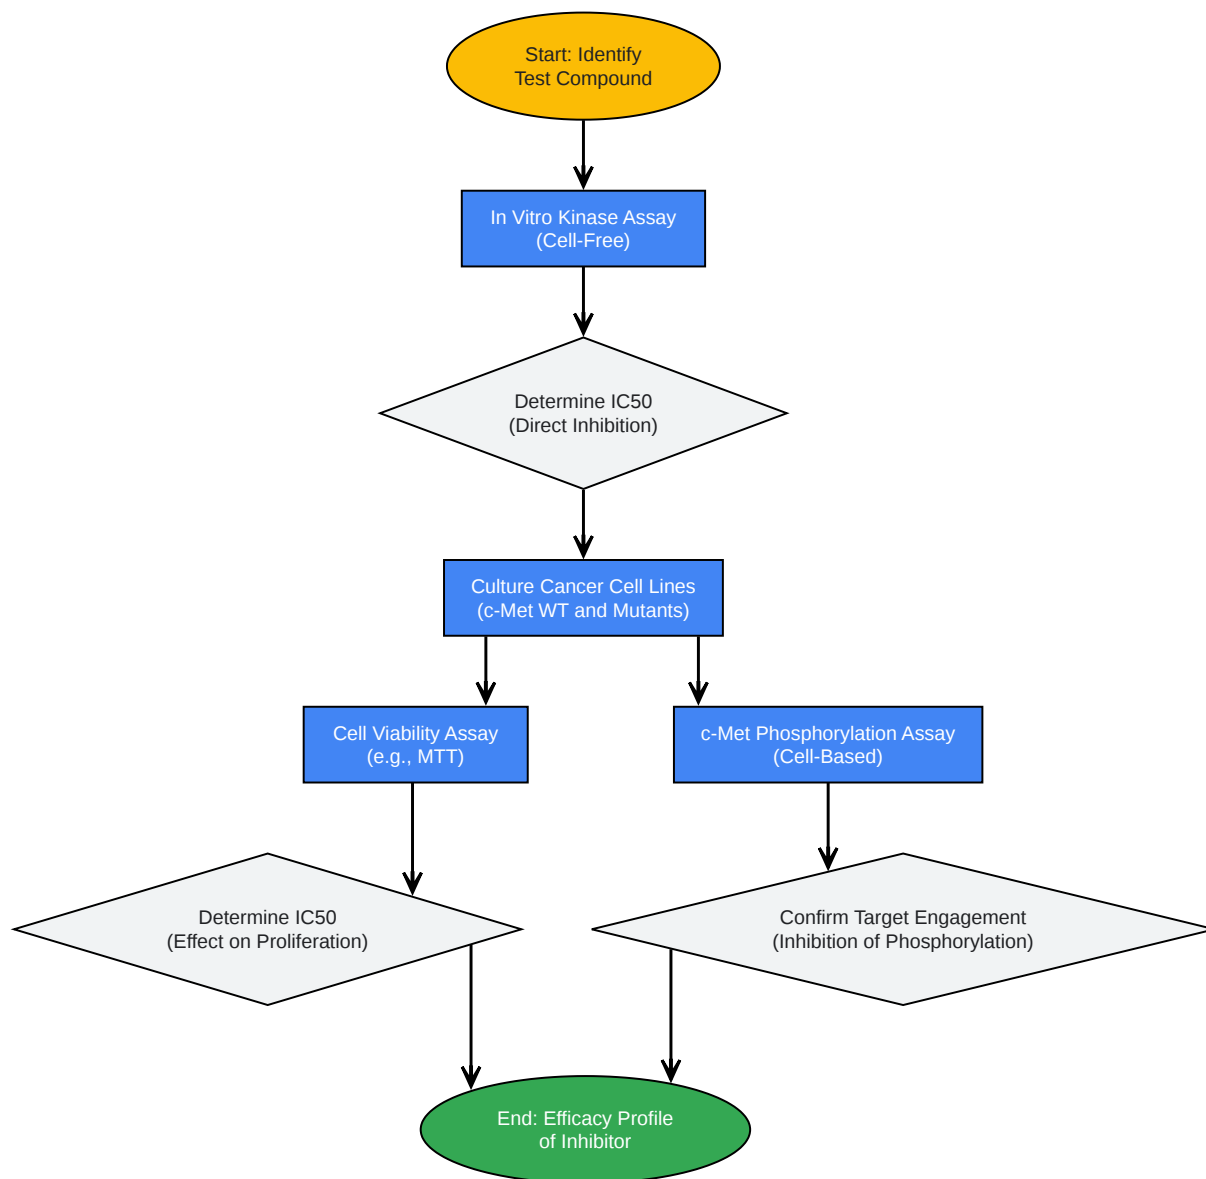 Start: Identify
Test Compound
In Vitro Kinase Assay
(Cell-Free)
Determine IC50
(Direct Inhibition)
Culture Cancer Cell Lines
(c-Met WT and Mutants)
Cell Viability Assay
(e.g., MTT)
c-Met Phosphorylation Assay
(Cell-Based)
Determine IC50
(Effect on Proliferation)
Confirm Target Engagement
(Inhibition of Phosphorylation)
End: Efficacy Profile
of Inhibitor